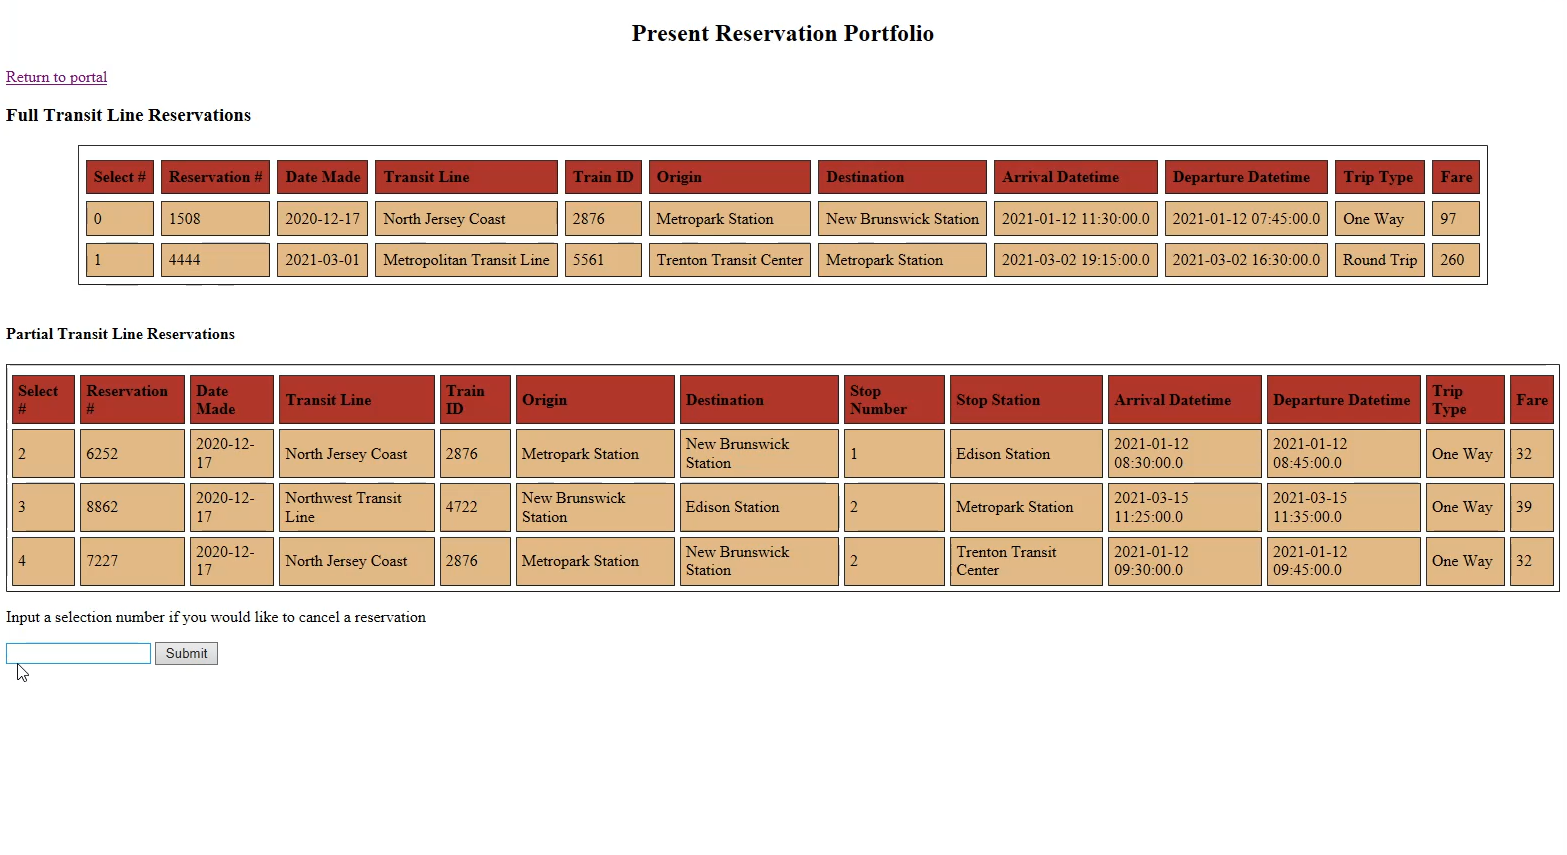 Present Reservation Portfolio
Return to portal
Full Transit Line Reservations
Select # Reservation # Date Made Transit Line Train ID Origin Destination Arrival Datetime Departure Datetime Trip Type Fare
0 1508 2020-12-17 North Jersey Coast 2876 Metropark Station New Brunswick Station 2021-01-12 11:30:00.0 2021-01-12 07:45:00.0 One Way 97
1 4444 2021-03-01 Metropolitan Transit Line 5561 Trenton Transit Center Metropark Station 2021-03-02 19:15:00.0 2021-03-02 16:30:00.0 Round Trip 260
Partial Transit Line Reservations
Select # Reservation # Date Made Transit Line Train ID Origin Destination Stop Number Stop Station Arrival Datetime Departure Datetime Trip Type Fare
2 6252 2020-12-17 North Jersey Coast 2876 Metropark Station New Brunswick Station 1 Edison Station 2021-01-12 08:30:00.0 2021-01-12 08:45:00.0 One Way 32
3 8862 2020-12-17 Northwest Transit Line 4722 New Brunswick Station Edison Station 2 Metropark Station 2021-03-15 11:25:00.0 2021-03-15 11:35:00.0 One Way 39
4 7227 2020-12-17 North Jersey Coast 2876 Metropark Station New Brunswick Station 2 Trenton Transit Center 2021-01-12 09:30:00.0 2021-01-12 09:45:00.0 One Way 32
Input a selection number if you would like to cancel a reservation
Submit